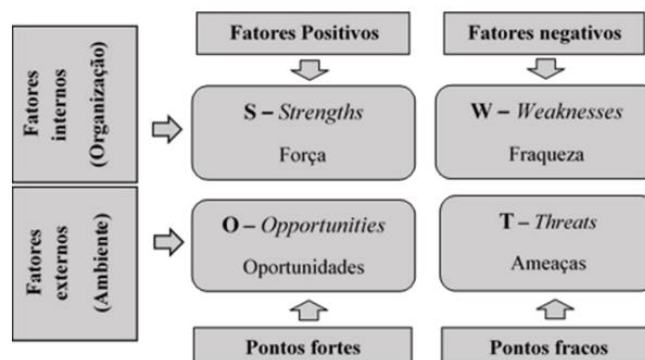 Fatores Positivos
Fatores negativos
Fatores
internos
(Organização)
S – Strengths
Força
W – Weaknesses
Fraqueza
Fatores
externos
(Ambiente)
O – Opportunities
Oportunidades
T – Threats
Ameaças
Pontos fortes
Pontos fracos